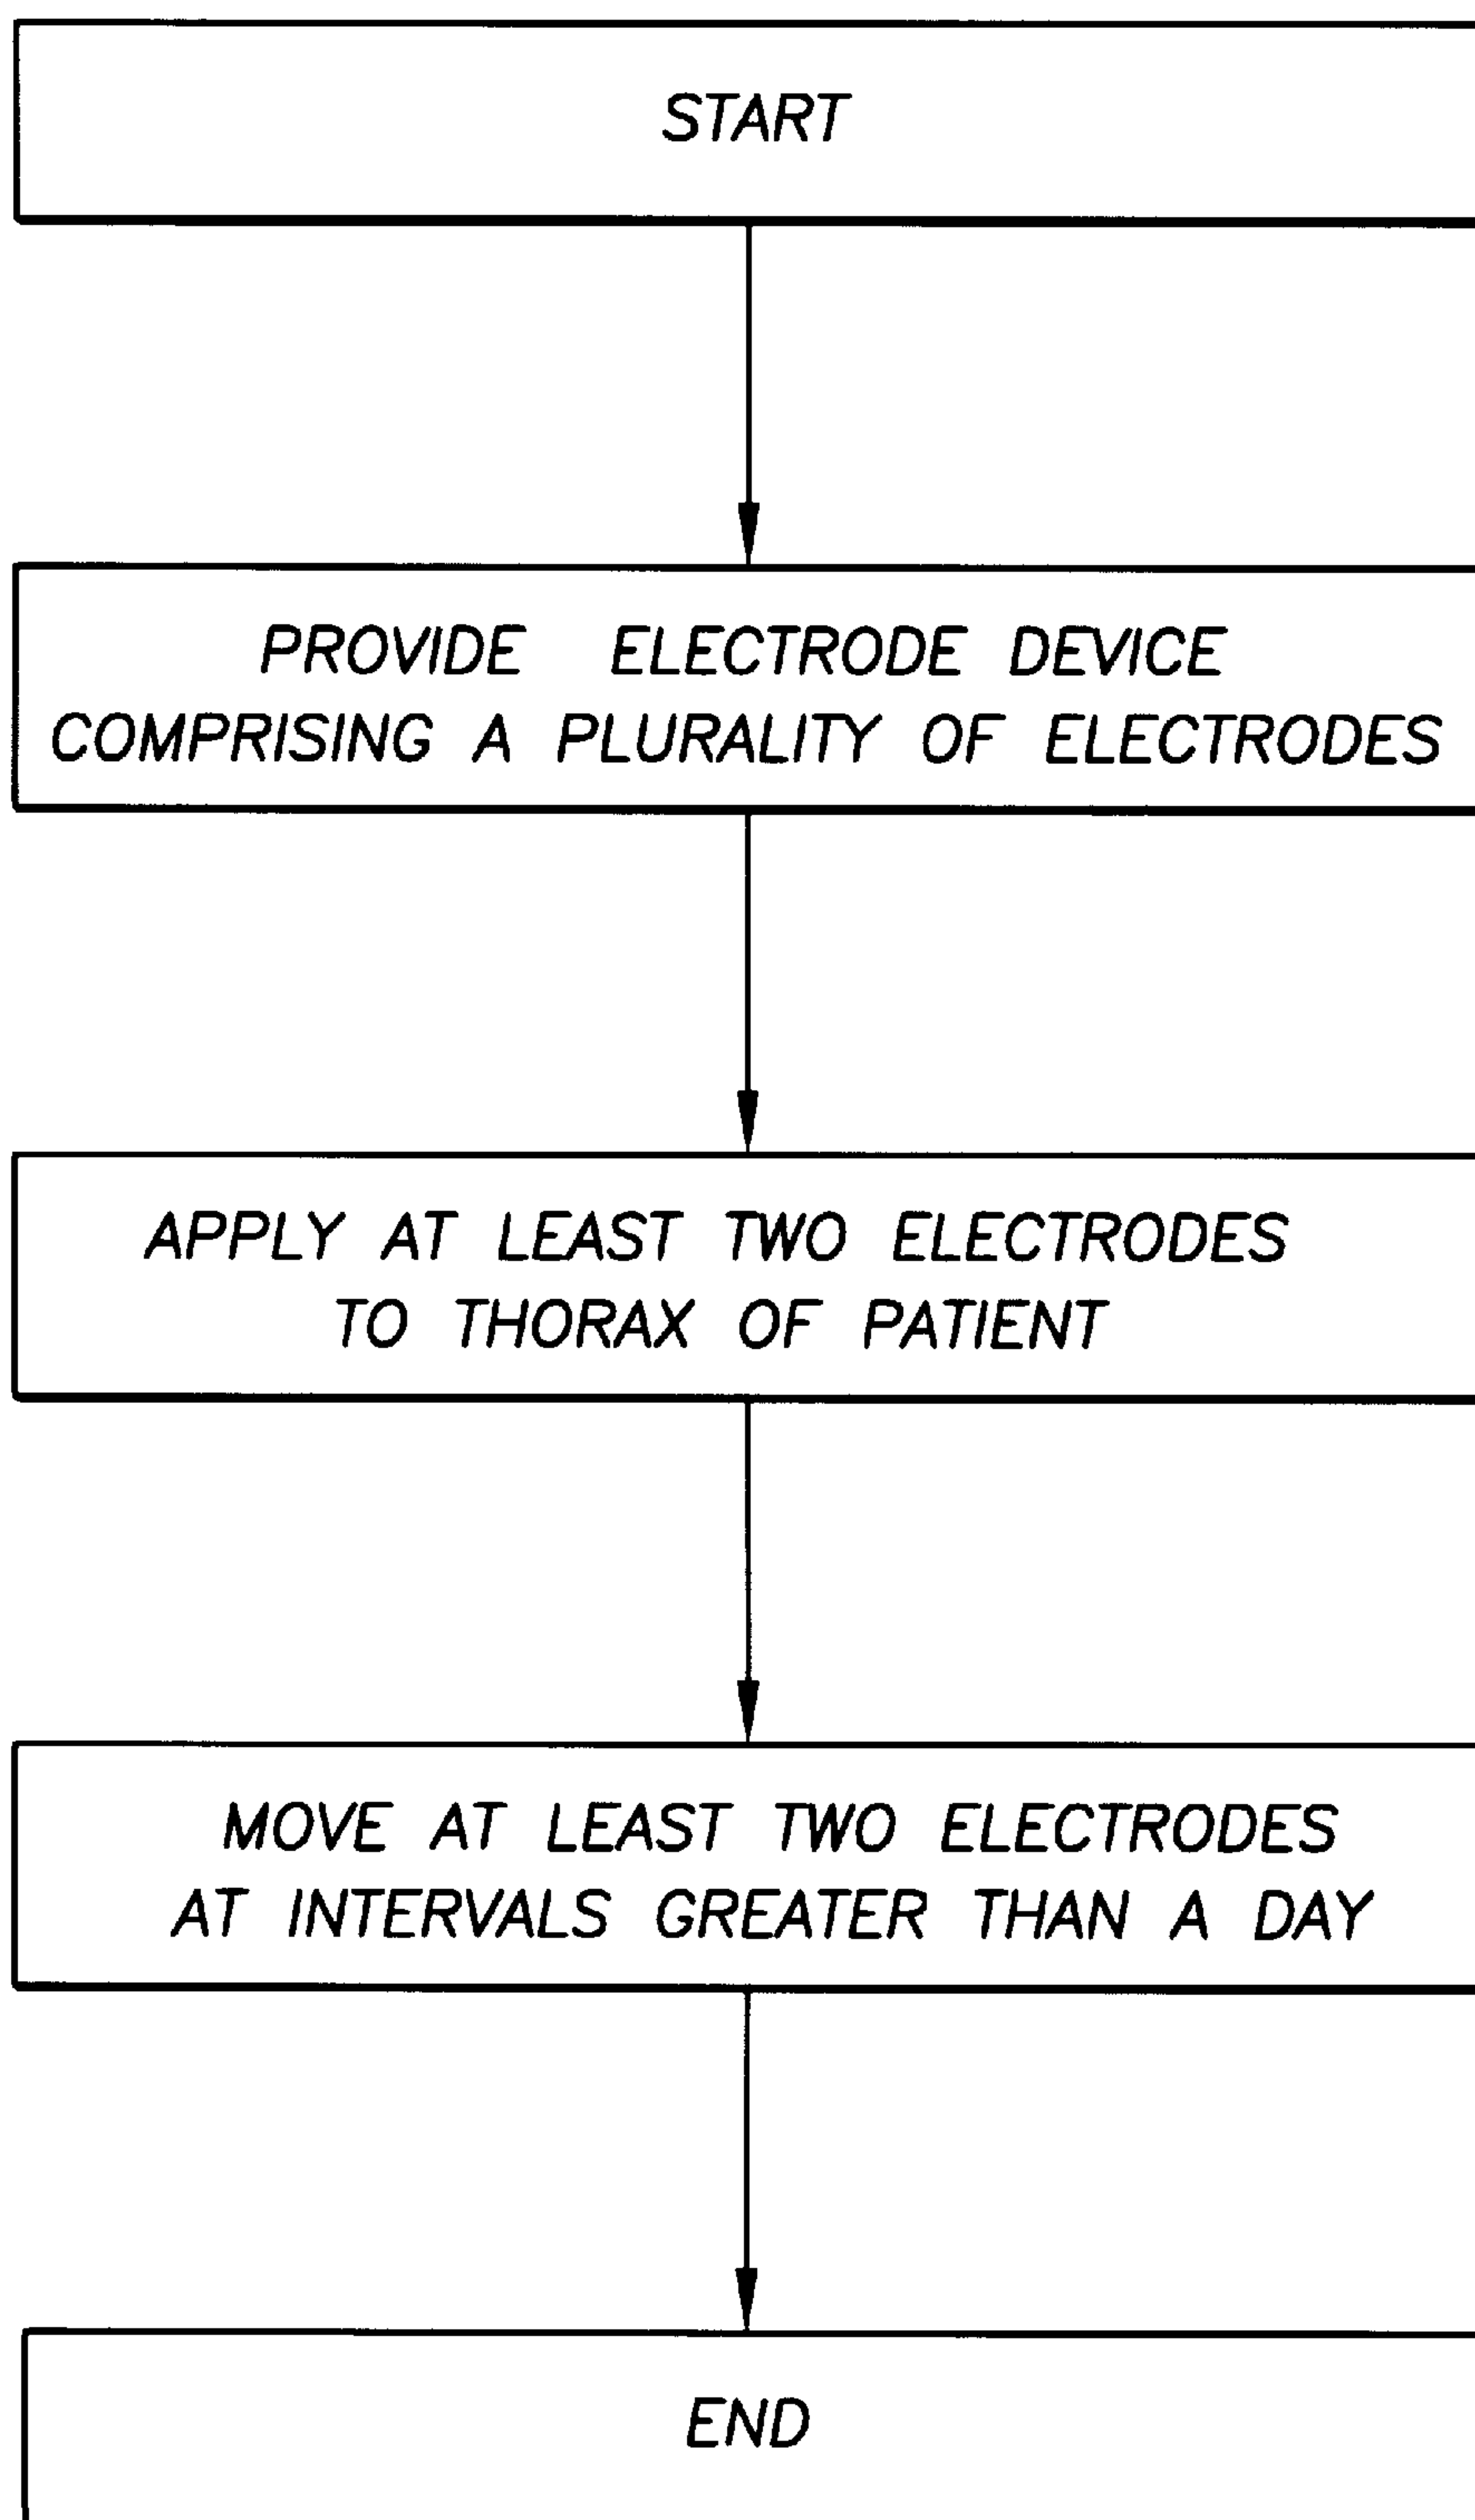 START
PROVIDE ELECTRODE DEVICE
COMPRISING A PLURALITY OF ELECTRODES
APPLY AT LEAST TWO ELECTRODES
TO THORAX OF PATIENT
MOVE AT LEAST TWO ELECTRODES
AT INTERVALS GREATER THAN A DAY
END